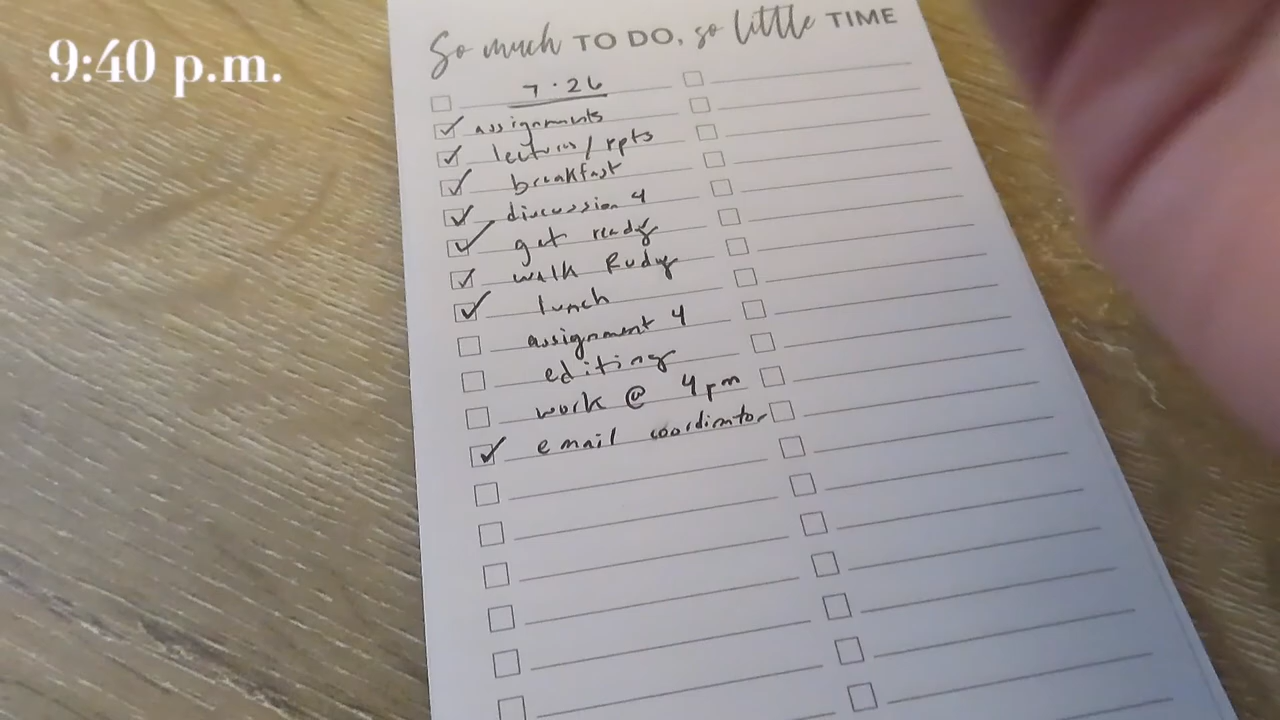 9:40 p.m.
So much TO DO, so little TIME
7·26
assignments
lectures/rpts
breakfast
discussion 4
get ready
walk Rudy
lunch
assignment 4
editing
work @ 4pm
email coordinator